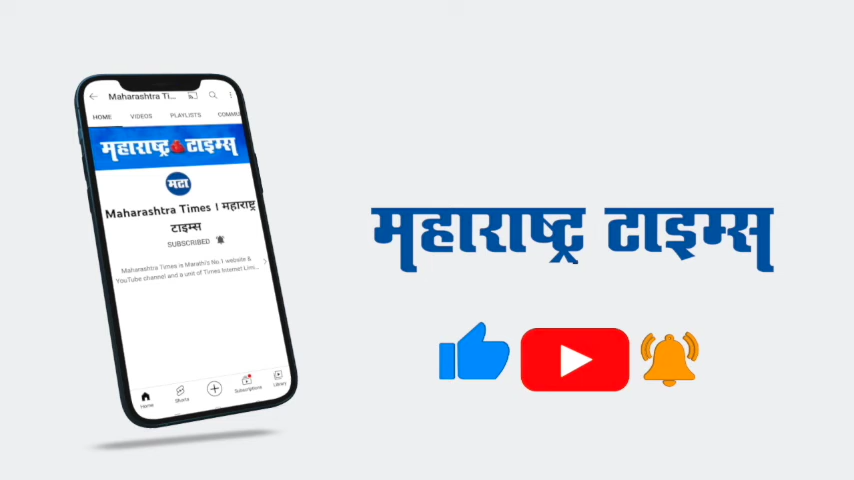 Maharashtra Ti...
HOME VIDEOS PLAYLISTS COMMU
महाराष्ट्र टाइम्स
मटा
Maharashtra Times । महाराष्ट्र
टाइम्स
SUBSCRIBED
Maharashtra Times is Marathi's No.1 website &
YouTube channel and a unit of Times Internet Limi...
Home Shorts Subscriptions Library
महाराष्ट्र टाइम्स